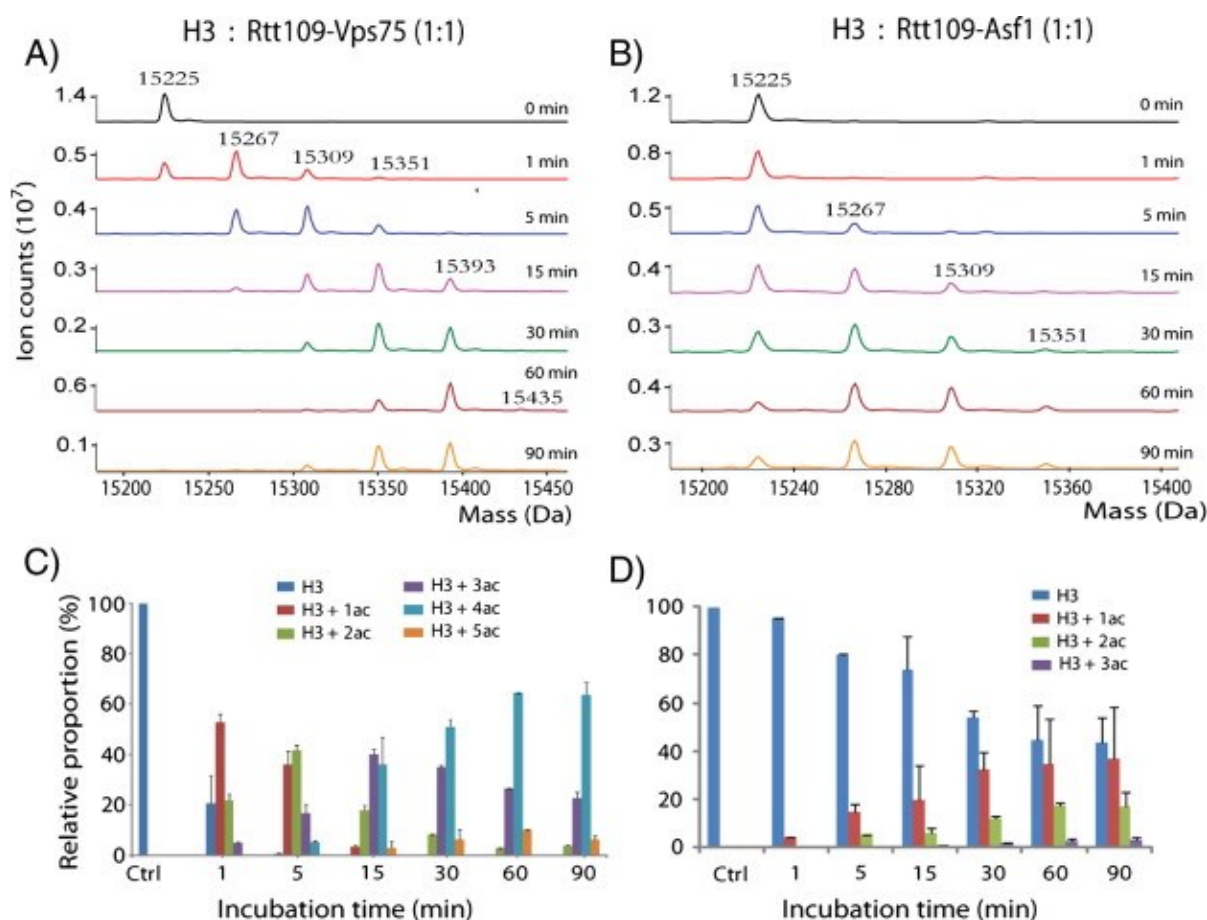 H3 : Rtt109-Vps75 (1:1)
A)
Ion counts (10⁷)
1.4
15225
0 min
0.5
15267
15309
15351
1 min
0.4
5 min
0.3
15393
15 min
0.2
30 min
0.6
60 min
15435
0.1
90 min
15200 15250 15300 15350 15400 15450
Mass (Da)
H3 : Rtt109-Asf1 (1:1)
B)
1.2
15225
0 min
0.8
1 min
0.5
15267
5 min
0.4
15309
15 min
0.3
15351
30 min
0.4
60 min
0.3
90 min
15200 15240 15280 15320 15360 15400
Mass (Da)
C)
Relative proportion (%)
H3
H3 + 1ac
H3 + 2ac
H3 + 3ac
H3 + 4ac
H3 + 5ac
100
80
60
40
20
0
Ctrl 1 5 15 30 60 90
Incubation time (min)
D)
H3
H3 + 1ac
H3 + 2ac
H3 + 3ac
100
80
60
40
20
0
Ctrl 1 5 15 30 60 90
Incubation time (min)